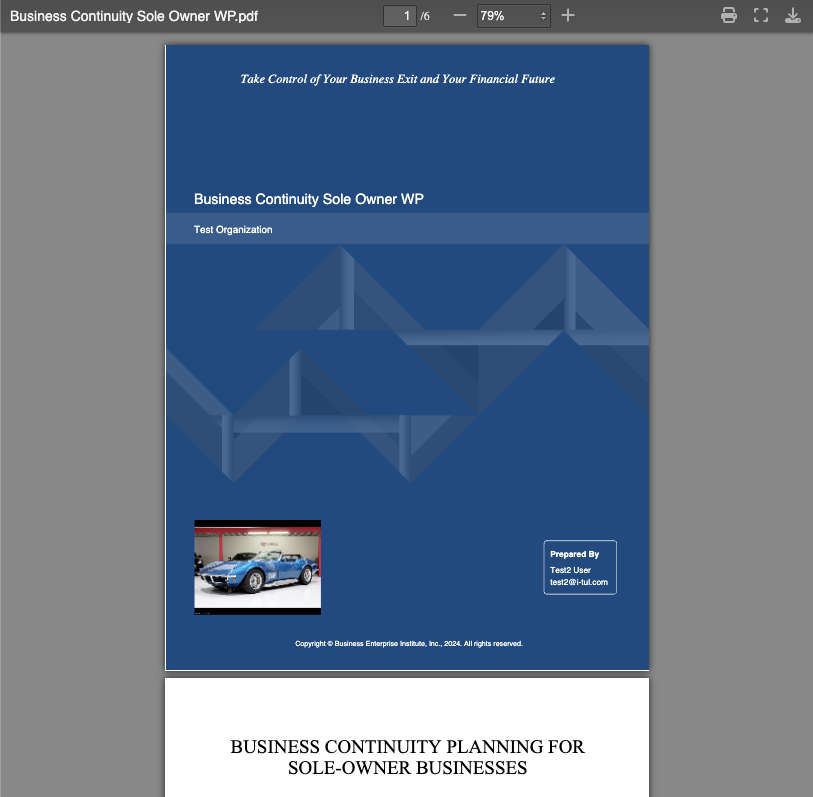 Business Continuity Sole Owner WP.pdf
1 /6
79%
Take Control of Your Business Exit and Your Financial Future
Business Continuity Sole Owner WP
Test Organization
Prepared By
Test2 User
test2@i-tul.com
Copyright © Business Enterprise Institute, Inc., 2024. All rights reserved.
BUSINESS CONTINUITY PLANNING FOR
SOLE-OWNER BUSINESSES